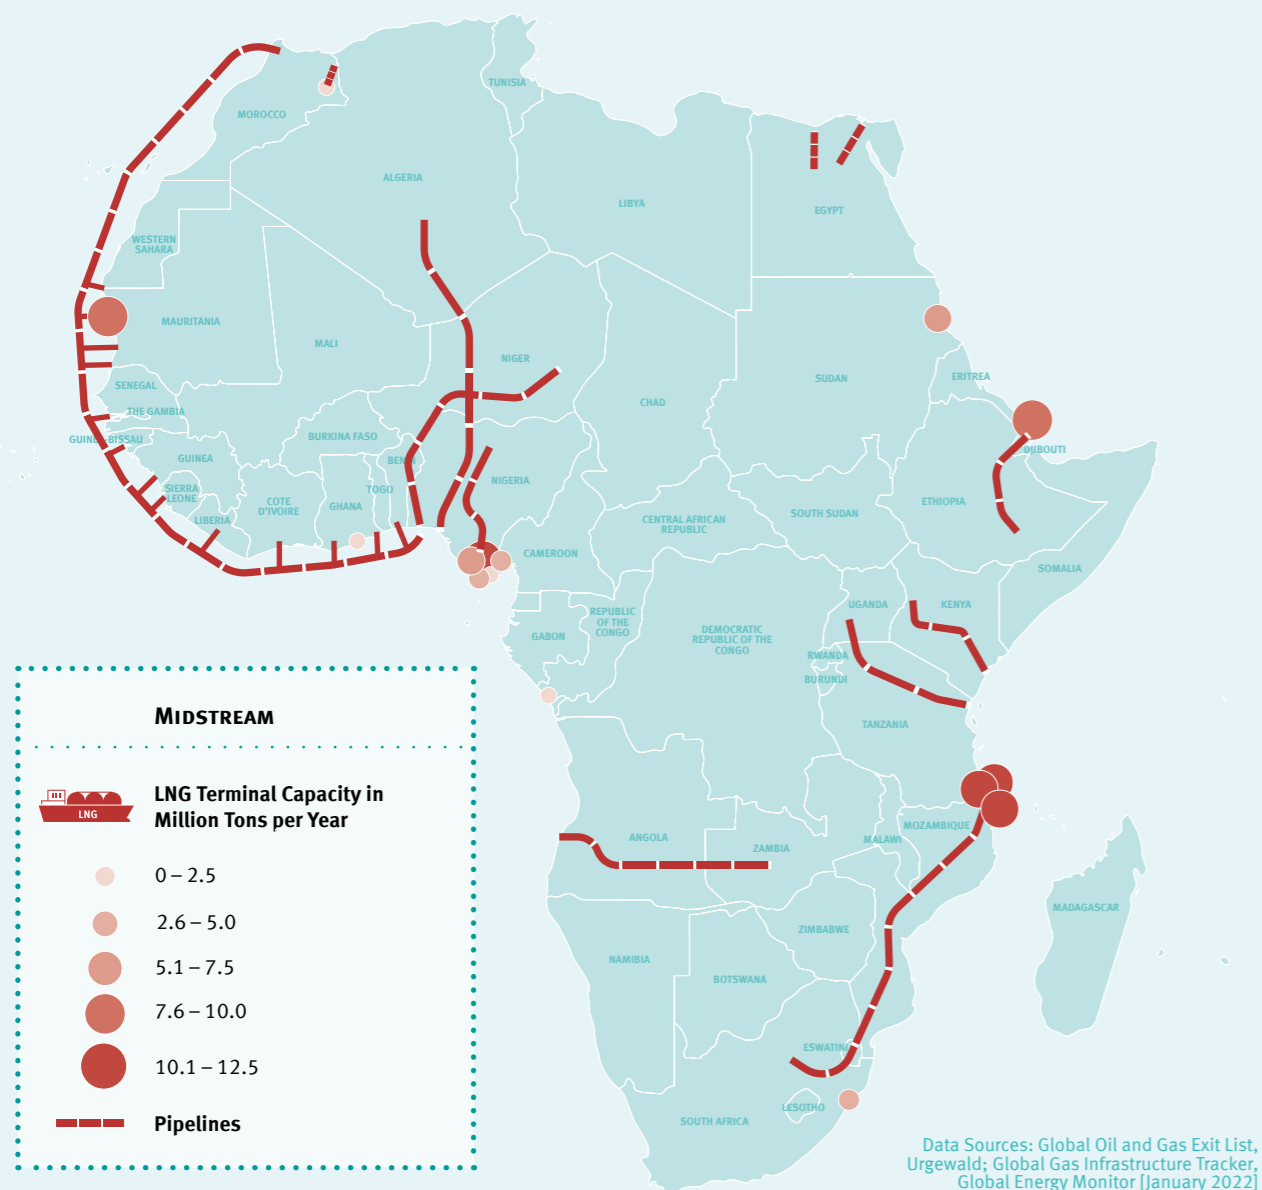 TUNISIA
MOROCCO
ALGERIA
LIBYA
EGYPT
WESTERN
SAHARA
MAURITANIA
MALI
NIGER
CHAD
SUDAN
ERITREA
SENEGAL
THE GAMBIA
GUINEA-BISSAU
GUINEA
BURKINA FASO
BENIN
DJIBOUTI
SIERRA
LEONE
LIBERIA
COTE
D'IVOIRE
GHANA
TOGO
NIGERIA
CAMEROON
CENTRAL AFRICAN
REPUBLIC
SOUTH SUDAN
ETHIOPIA
SOMALIA
UGANDA
KENYA
GABON
REPUBLIC
OF THE
CONGO
DEMOCRATIC
REPUBLIC OF THE
CONGO
RWANDA
BURUNDI
TANZANIA
ANGOLA
ZAMBIA
MALAWI
MOZAMBIQUE
MADAGASCAR
ZIMBABWE
NAMIBIA
BOTSWANA
ESWATINI
LESOTHO
SOUTH AFRICA
MIDSTREAM
LNG
LNG Terminal Capacity in
Million Tons per Year
0 – 2.5
2.6 – 5.0
5.1 – 7.5
7.6 – 10.0
10.1 – 12.5
Pipelines
Data Sources: Global Oil and Gas Exit List,
Urgewald; Global Gas Infrastructure Tracker,
Global Energy Monitor [January 2022]